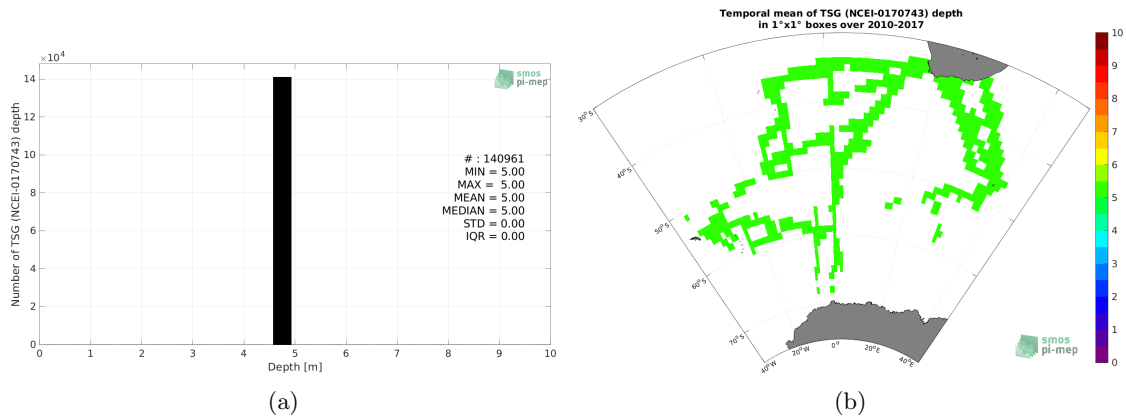 ×10⁴
14
12
10
8
6
4
2
0
Number of TSG (NCEI-0170743) depth
smos
pi-mep
# : 140961
MIN = 5.00
MAX = 5.00
MEAN = 5.00
MEDIAN = 5.00
STD = 0.00
IQR = 0.00
0 1 2 3 4 5 6 7 8 9 10
Depth [m]
(a)
Temporal mean of TSG (NCEI-0170743) depth
in 1°x1° boxes over 2010-2017
30°S
40°S
50°S
60°S
70°S
40°W
20°W
0°
20°E
40°E
10
9
8
7
6
5
4
3
2
1
0
smos
pi-mep
(b)